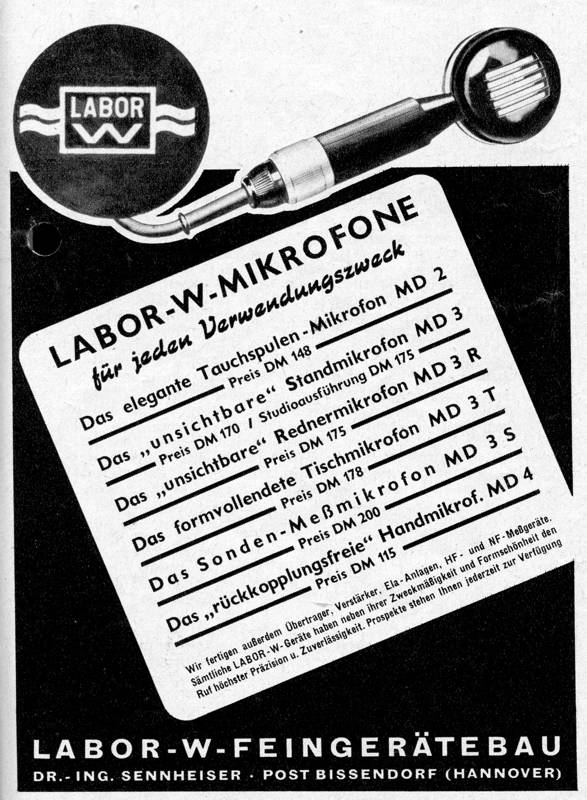 LABOR
W
LABOR-W-MIKROFONE
für jeden Verwendungszweck
Das elegante Tauchspulen-Mikrofon MD 2
Preis DM 148
Das „unsichtbare“ Standmikrofon MD 3
Preis DM 170 / Studioausführung DM 175
Das „unsichtbare“ Rednermikrofon MD 3 R
Preis DM 175
Das formvollendete Tischmikrofon MD 3 T
Preis DM 178
Das Sonden-Meßmikrofon MD 3 S
Preis DM 200
Das „rückkopplungsfreie“ Handmikrof. MD 4
Preis DM 115
Wir fertigen außerdem Übertrager, Verstärker, Ela-Anlagen, HF- und NF-Meßgeräte.
Sämtliche LABOR-W-Geräte haben neben ihrer Zweckmäßigkeit und Formschönheit den
Ruf höchster Präzision u. Zuverlässigkeit. Prospekte stehen Ihnen jederzeit zur Verfügung
LABOR-W-FEINGERÄTEBAU
DR.-ING. SENNHEISER · POST BISSENDORF (HANNOVER)